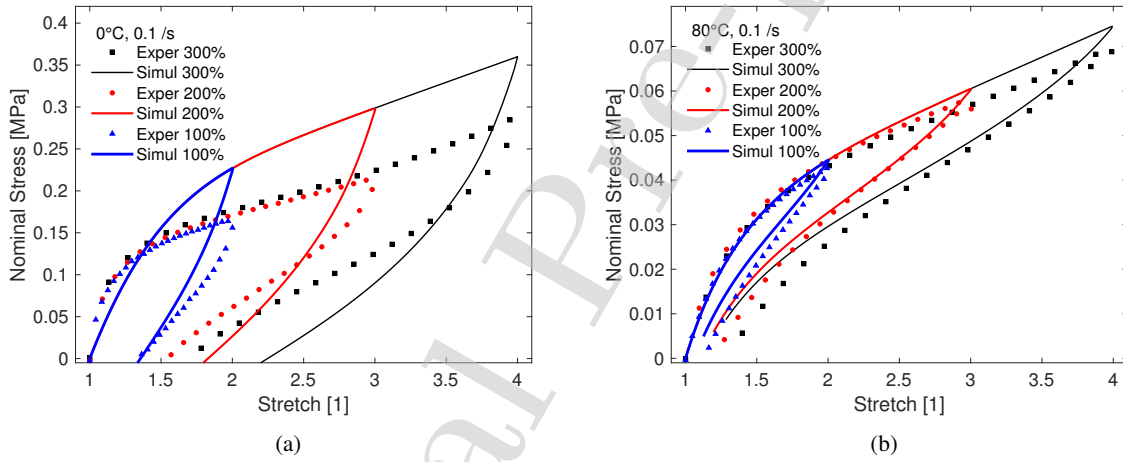 0.4
0.35
0.3
0.25
0.2
0.15
0.1
0.05
0
Nominal Stress [MPa]
0°C, 0.1 /s
Exper 300%
Simul 300%
Exper 200%
Simul 200%
Exper 100%
Simul 100%
1 1.5 2 2.5 3 3.5 4
Stretch [1]
(a)
0.07
0.06
0.05
0.04
0.03
0.02
0.01
0
Nominal Stress [MPa]
80°C, 0.1 /s
Exper 300%
Simul 300%
Exper 200%
Simul 200%
Exper 100%
Simul 100%
1 1.5 2 2.5 3 3.5 4
Stretch [1]
(b)
al Pre-